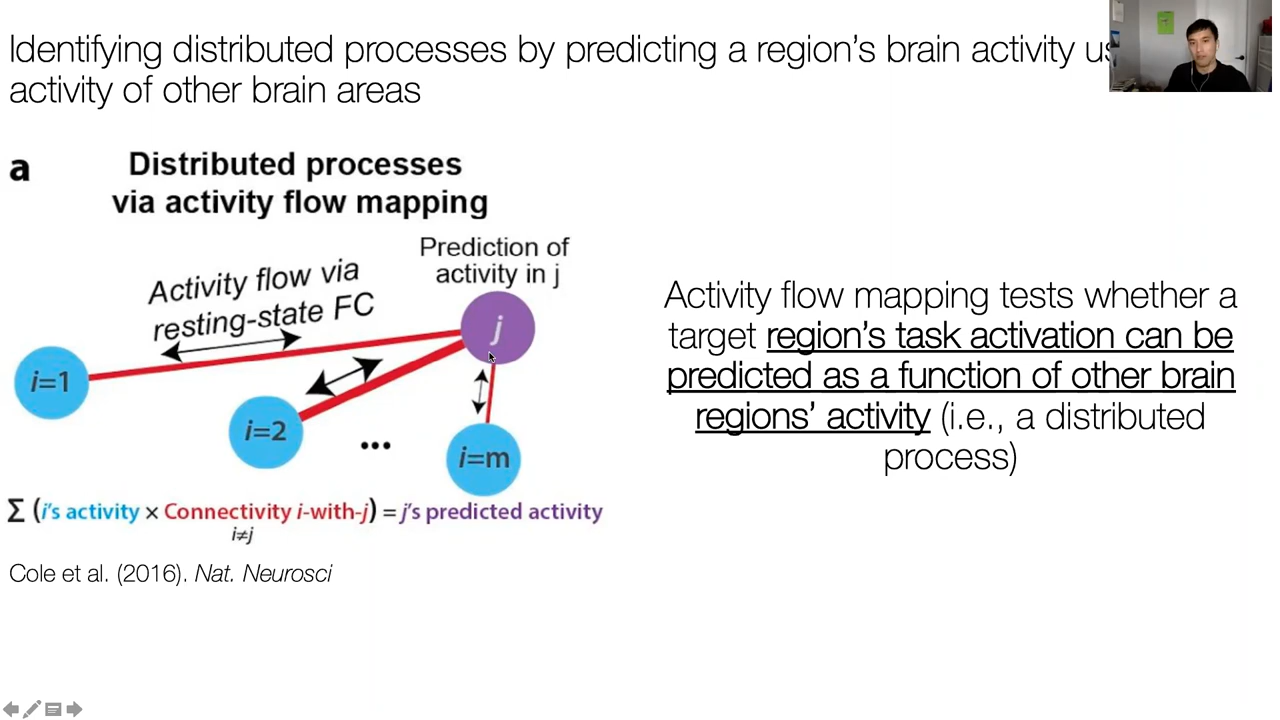 Identifying distributed processes by predicting a region's brain activity
activity of other brain areas
a
Distributed processes
via activity flow mapping
Prediction of
activity in j
Activity flow via
resting-state FC
j
i=1
i=2
...
i=m
Σ (i's activity × Connectivity i-with-j) = j's predicted activity
i≠j
Cole et al. (2016). Nat. Neurosci
Activity flow mapping tests whether a
target region's task activation can be
predicted as a function of other brain
regions' activity (i.e., a distributed
process)